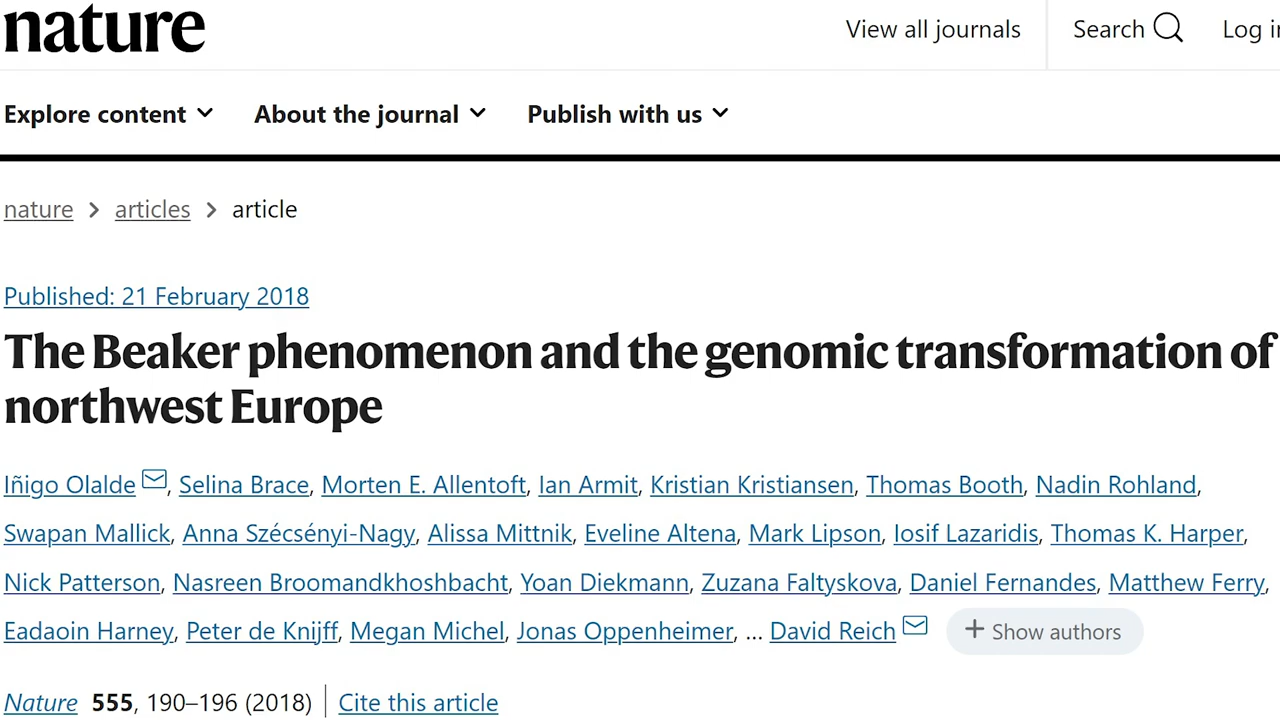 nature
View all journals Search Log in
Explore content About the journal Publish with us
nature > articles > article
Published: 21 February 2018
The Beaker phenomenon and the genomic transformation of
northwest Europe
Iñigo Olalde, Selina Brace, Morten E. Allentoft, Ian Armit, Kristian Kristiansen, Thomas Booth, Nadin Rohland,
Swapan Mallick, Anna Szécsényi-Nagy, Alissa Mittnik, Eveline Altena, Mark Lipson, Iosif Lazaridis, Thomas K. Harper,
Nick Patterson, Nasreen Broomandkhoshbacht, Yoan Diekmann, Zuzana Faltyskova, Daniel Fernandes, Matthew Ferry,
Eadaoin Harney, Peter de Knijff, Megan Michel, Jonas Oppenheimer, ... David Reich + Show authors
Nature 555, 190–196 (2018) | Cite this article